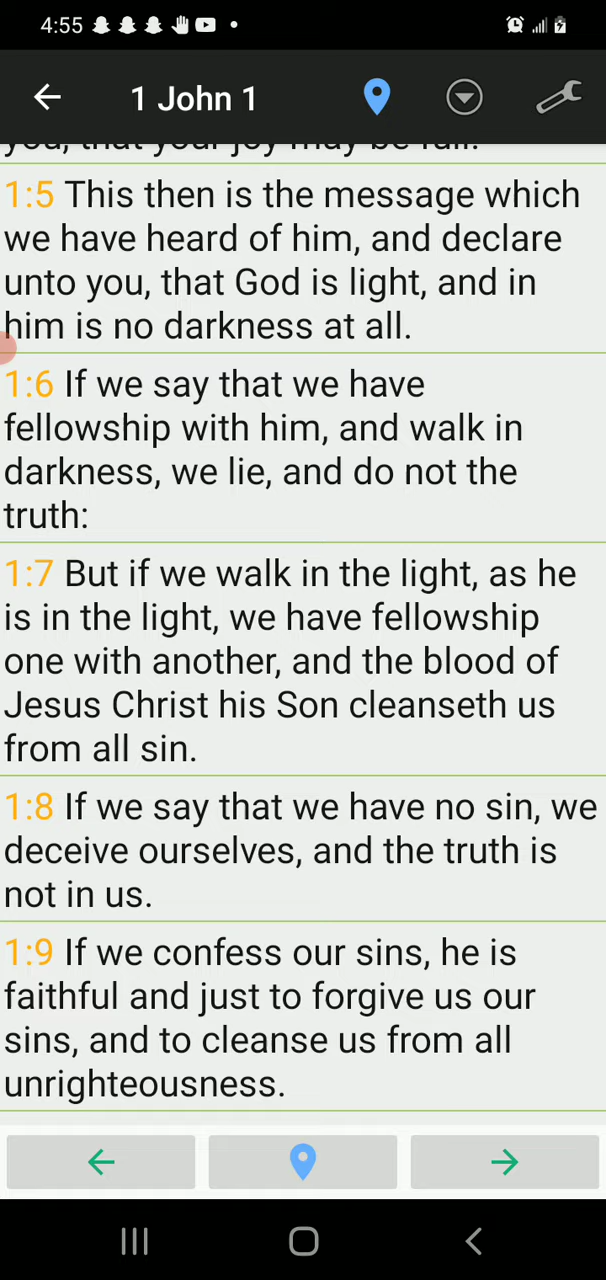 4:55
1 John 1
you, that your joy may be full.
1:5 This then is the message which
we have heard of him, and declare
unto you, that God is light, and in
him is no darkness at all.
1:6 If we say that we have
fellowship with him, and walk in
darkness, we lie, and do not the
truth:
1:7 But if we walk in the light, as he
is in the light, we have fellowship
one with another, and the blood of
Jesus Christ his Son cleanseth us
from all sin.
1:8 If we say that we have no sin, we
deceive ourselves, and the truth is
not in us.
1:9 If we confess our sins, he is
faithful and just to forgive us our
sins, and to cleanse us from all
unrighteousness.